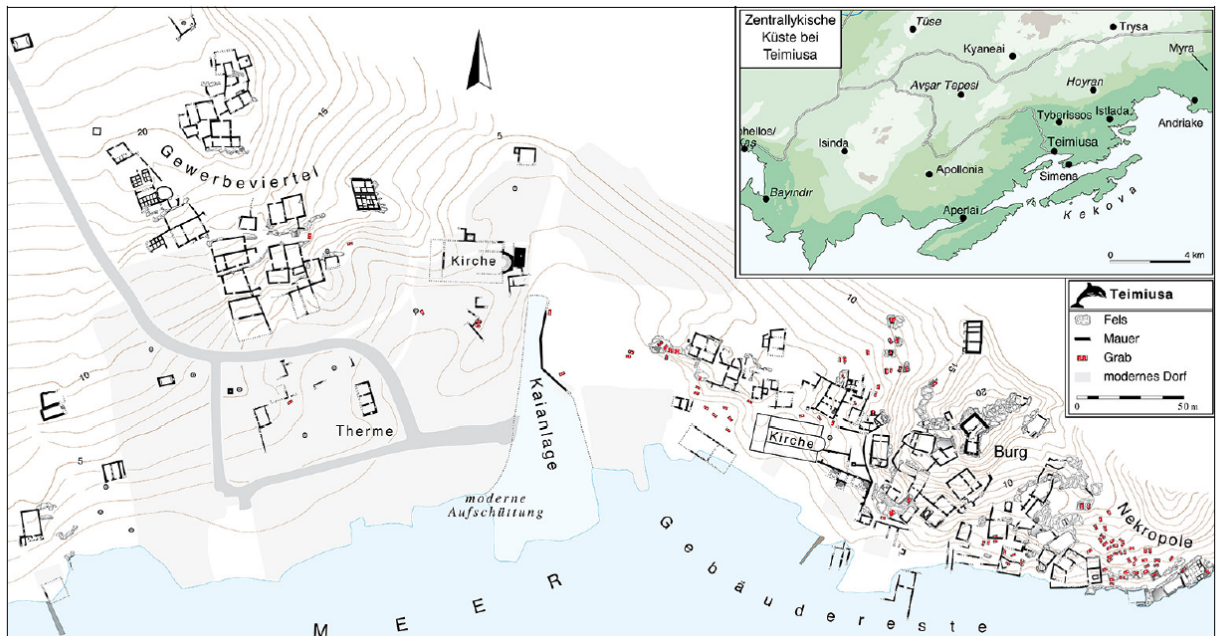 Zentrallykische
Küste bei
Teimiusa
Tüse
Trysa
Kyaneai
Myra
Avşar Tepesi
Hoyran
Tyberissos
Istlada
Andriake
Isinda
Teimiusa
Apollonia
Simena
Bayındır
Aperlai
Kekova
0 4 km
Teimiusa
Fels
Mauer
Grab
modernes Dorf
0 50 m
20
15
5
Gewerbeviertel
Kirche
10
15
20
10
Therme
Kaianlage
Kirche
Burg
10
5
moderne
Aufschüttung
Nekropole
Gebäudereste
MEER